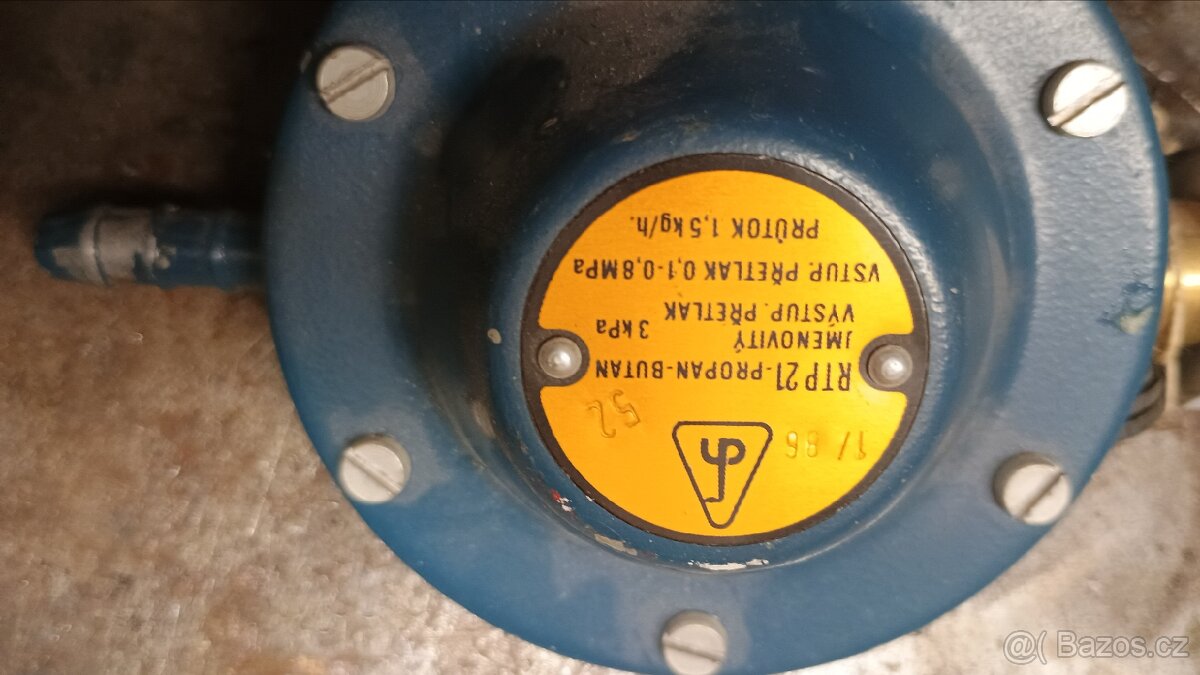 1/86
52
RTP21-PROPAN-BUTAN
JMENOVITÝ
VÝSTUP. PŘETLAK 3 kPa
VSTUP. PŘETLAK 0,1-0,8MPa
PRŮTOK 1,5 kg/h.
@( Bazos.cz